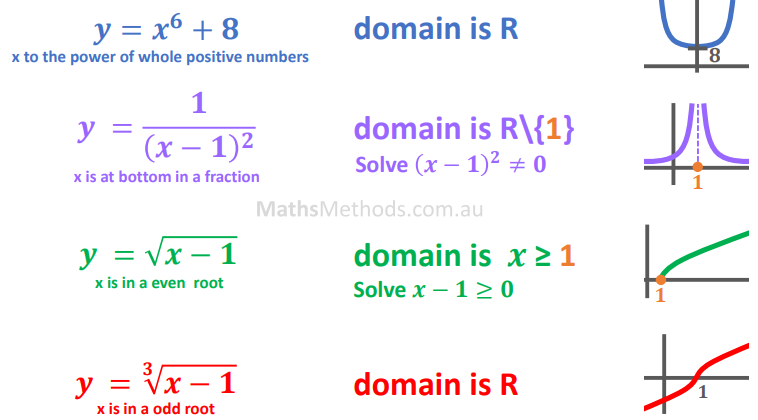 y = x⁶ + 8
domain is R
x to the power of whole positive numbers
8
y = 1/(x − 1)²
domain is R\{1}
x is at bottom in a fraction
Solve (x − 1)² ≠ 0
1
MathsMethods.com.au
y = √(x − 1)
domain is x ≥ 1
x is in a even root
Solve x − 1 ≥ 0
1
y = ∛(x − 1)
domain is R
x is in a odd root
1